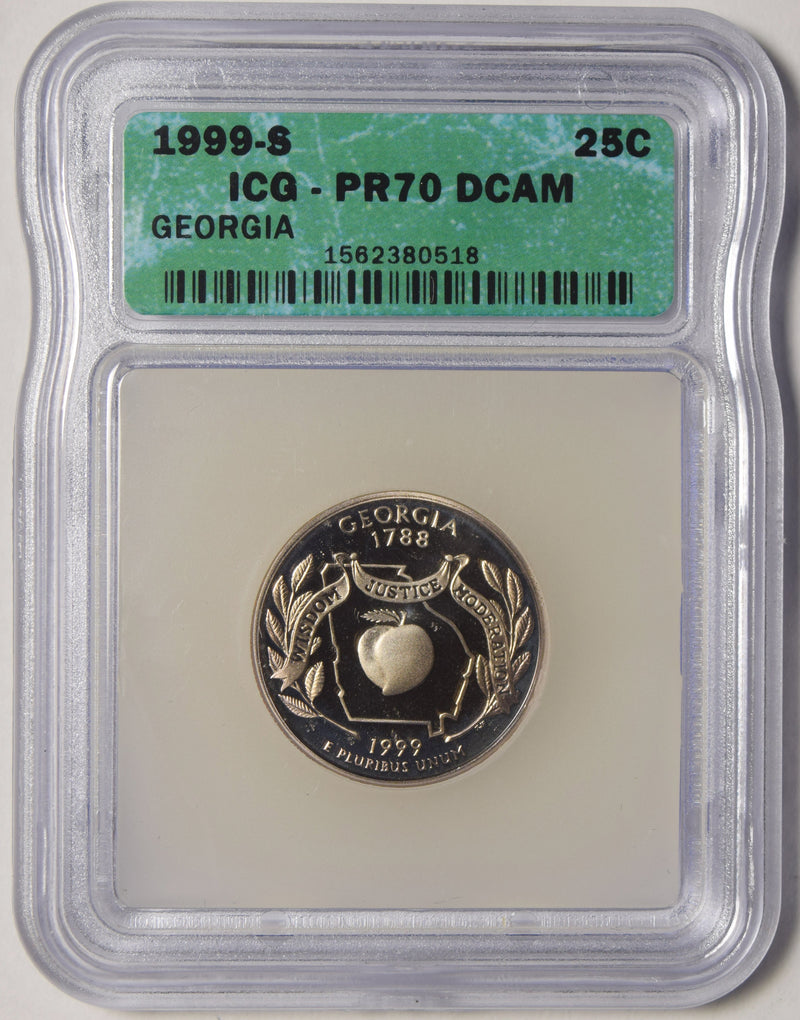 1999-S 25C
ICG - PR70 DCAM
GEORGIA
1562380518
GEORGIA
1788
WISDOM JUSTICE MODERATION
1999
E PLURIBUS UNUM